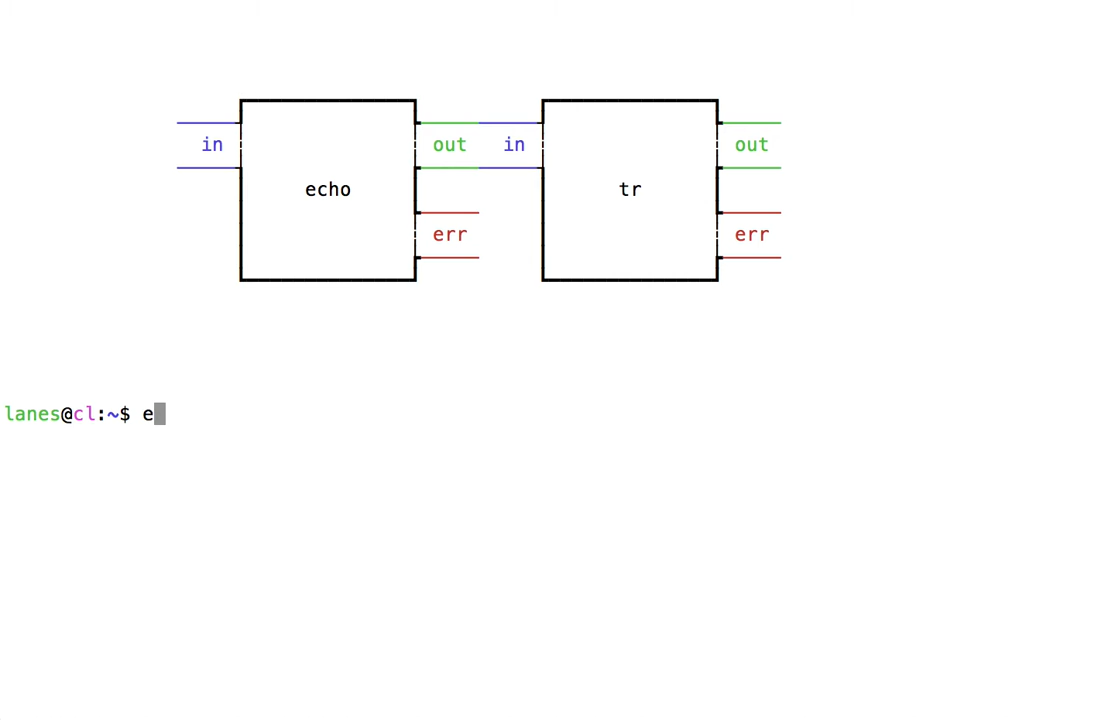 in out in out
echo tr
err err
lanes@cl:~$ e